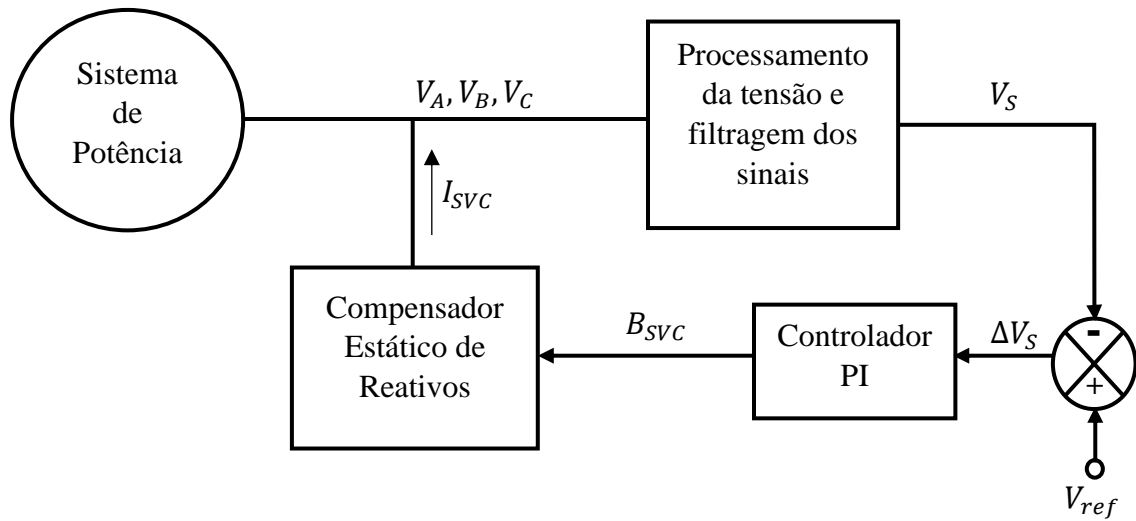 Sistema
de
Potência
V_A, V_B, V_C
Processamento
da tensão e
filtragem dos
sinais
V_S
I_SVC
Compensador
Estático de
Reativos
B_SVC
Controlador
PI
ΔV_S
-
+
V_ref